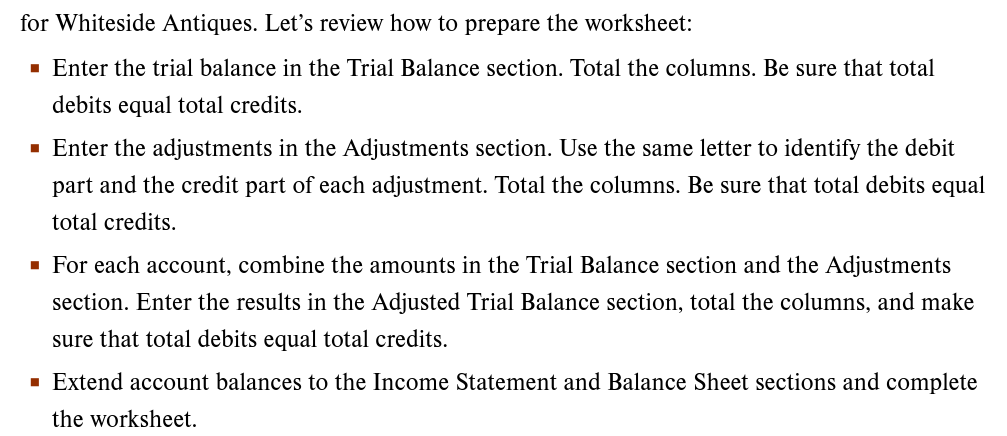 for Whiteside Antiques. Let’s review how to prepare the worksheet:
■ Enter the trial balance in the Trial Balance section. Total the columns. Be sure that total
debits equal total credits.
■ Enter the adjustments in the Adjustments section. Use the same letter to identify the debit
part and the credit part of each adjustment. Total the columns. Be sure that total debits equal
total credits.
■ For each account, combine the amounts in the Trial Balance section and the Adjustments
section. Enter the results in the Adjusted Trial Balance section, total the columns, and make
sure that total debits equal total credits.
■ Extend account balances to the Income Statement and Balance Sheet sections and complete
the worksheet.